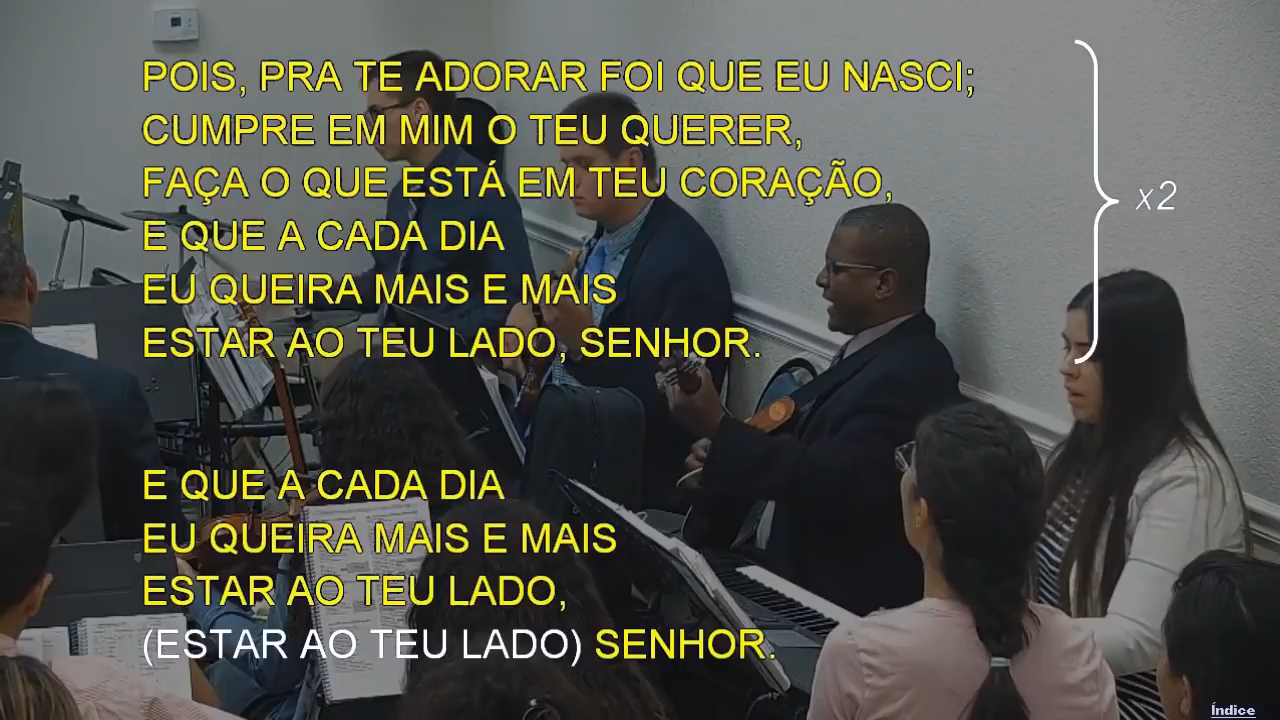 POIS, PRA TE ADORAR FOI QUE EU NASCI;
CUMPRE EM MIM O TEU QUERER,
FAÇA O QUE ESTÁ EM TEU CORAÇÃO,
E QUE A CADA DIA
EU QUEIRA MAIS E MAIS
ESTAR AO TEU LADO, SENHOR.
x2
E QUE A CADA DIA
EU QUEIRA MAIS E MAIS
ESTAR AO TEU LADO,
(ESTAR AO TEU LADO) SENHOR.
Índice